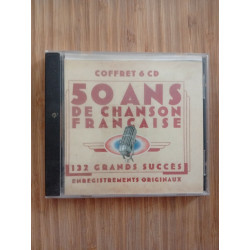 COFFRET 6 CD
50 ANS
DE CHANSON
FRANÇAISE
132 GRANDS SUCCÈS
ENREGISTREMENTS ORIGINAUX